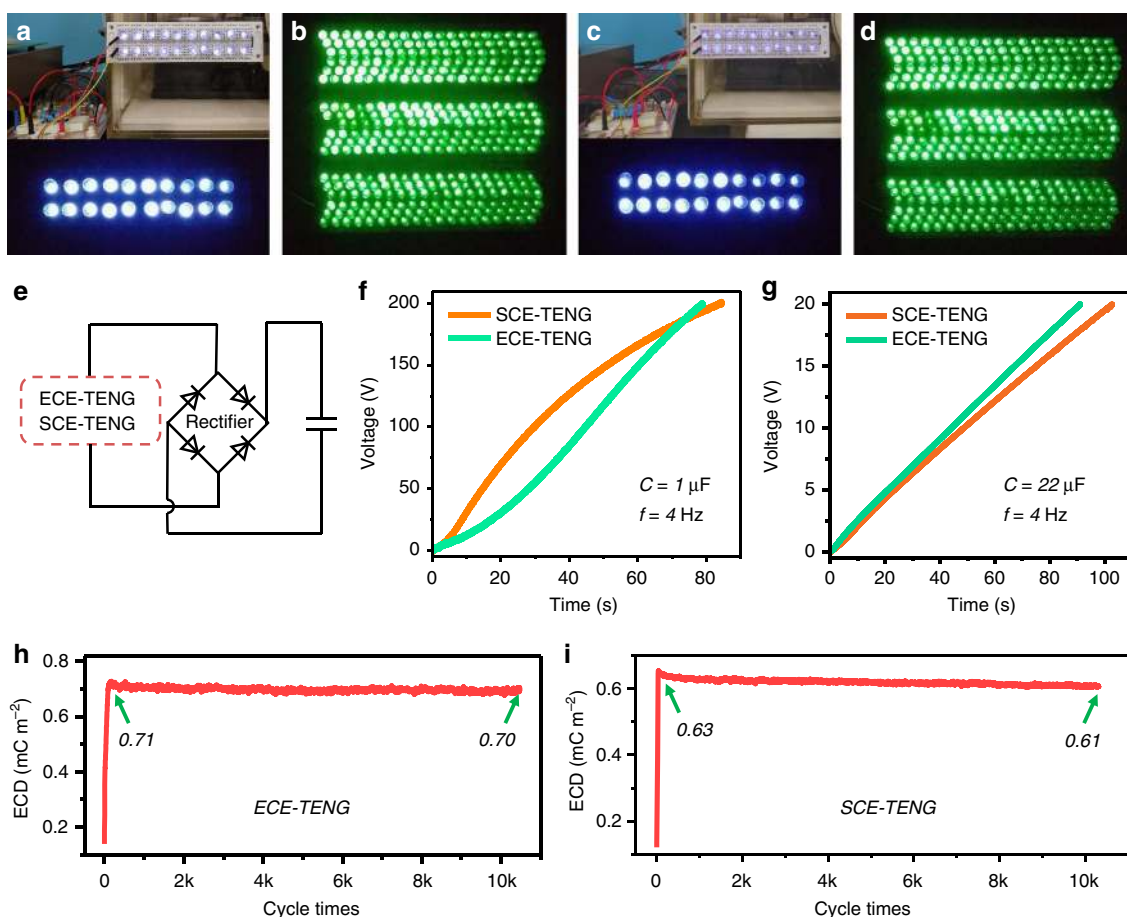 a
b
c
d
e
ECE-TENG
SCE-TENG
Rectifier
f
SCE-TENG
ECE-TENG
C = 1 μF
f = 4 Hz
Voltage (V)
200
150
100
50
0
0 20 40 60 80
Time (s)
g
SCE-TENG
ECE-TENG
C = 22 μF
f = 4 Hz
Voltage (V)
20
15
10
5
0
0 20 40 60 80 100
Time (s)
h
ECD (mC m⁻²)
0.8
0.6
0.4
0.2
0.71
0.70
ECE-TENG
0 2k 4k 6k 8k 10k
Cycle times
i
ECD (mC m⁻²)
0.6
0.4
0.2
0.63
0.61
SCE-TENG
0 2k 4k 6k 8k 10k
Cycle times